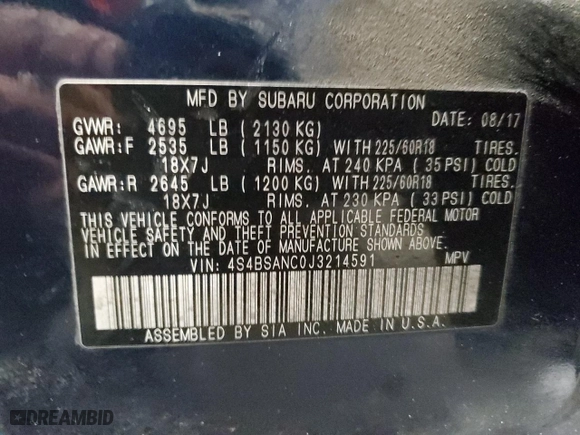 MFD BY SUBARU CORPORATION
DATE: 08/17
GVWR: 4695 LB (2130 KG)
GAWR:F 2535 LB (1150 KG) WITH 225/60R18 TIRES.
18X7J RIMS. AT 240 KPA (35 PSI) COLD
GAWR:R 2645 LB (1200 KG) WITH 225/60R18 TIRES.
18X7J RIMS. AT 230 KPA (33 PSI) COLD
THIS VEHICLE CONFORMS TO ALL APPLICABLE FEDERAL MOTOR
VEHICLE SAFETY AND THEFT PREVENTION STANDARDS
IN EFFECT ON THE DATE OF MANUFACTURE SHOWN ABOVE.
VIN: 4S4BSANC0J3214591 MPV
ASSEMBLED BY SIA INC. MADE IN U.S.A.
DREAMBID